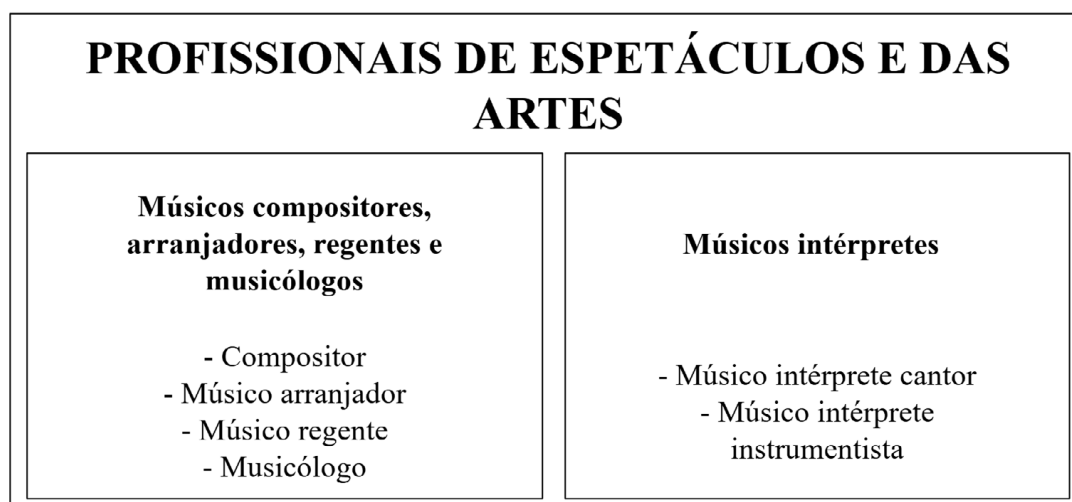 PROFISSIONAIS DE ESPETÁCULOS E DAS
ARTES
Músicos compositores,
arranjadores, regentes e
musicólogos
- Compositor
- Músico arranjador
- Músico regente
- Musicólogo
Músicos intérpretes
- Músico intérprete cantor
- Músico intérprete
instrumentista